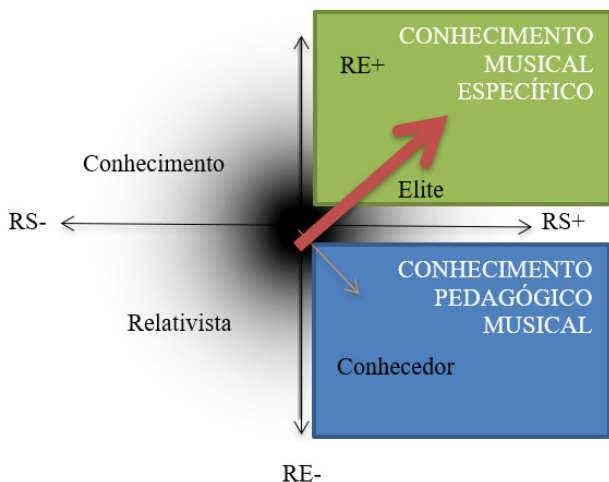 CONHECIMENTO
MUSICAL
ESPECÍFICO
RE+
Conhecimento
Elite
RS-
RS+
CONHECIMENTO
PEDAGÓGICO
MUSICAL
Relativista
Conhecedor
RE-